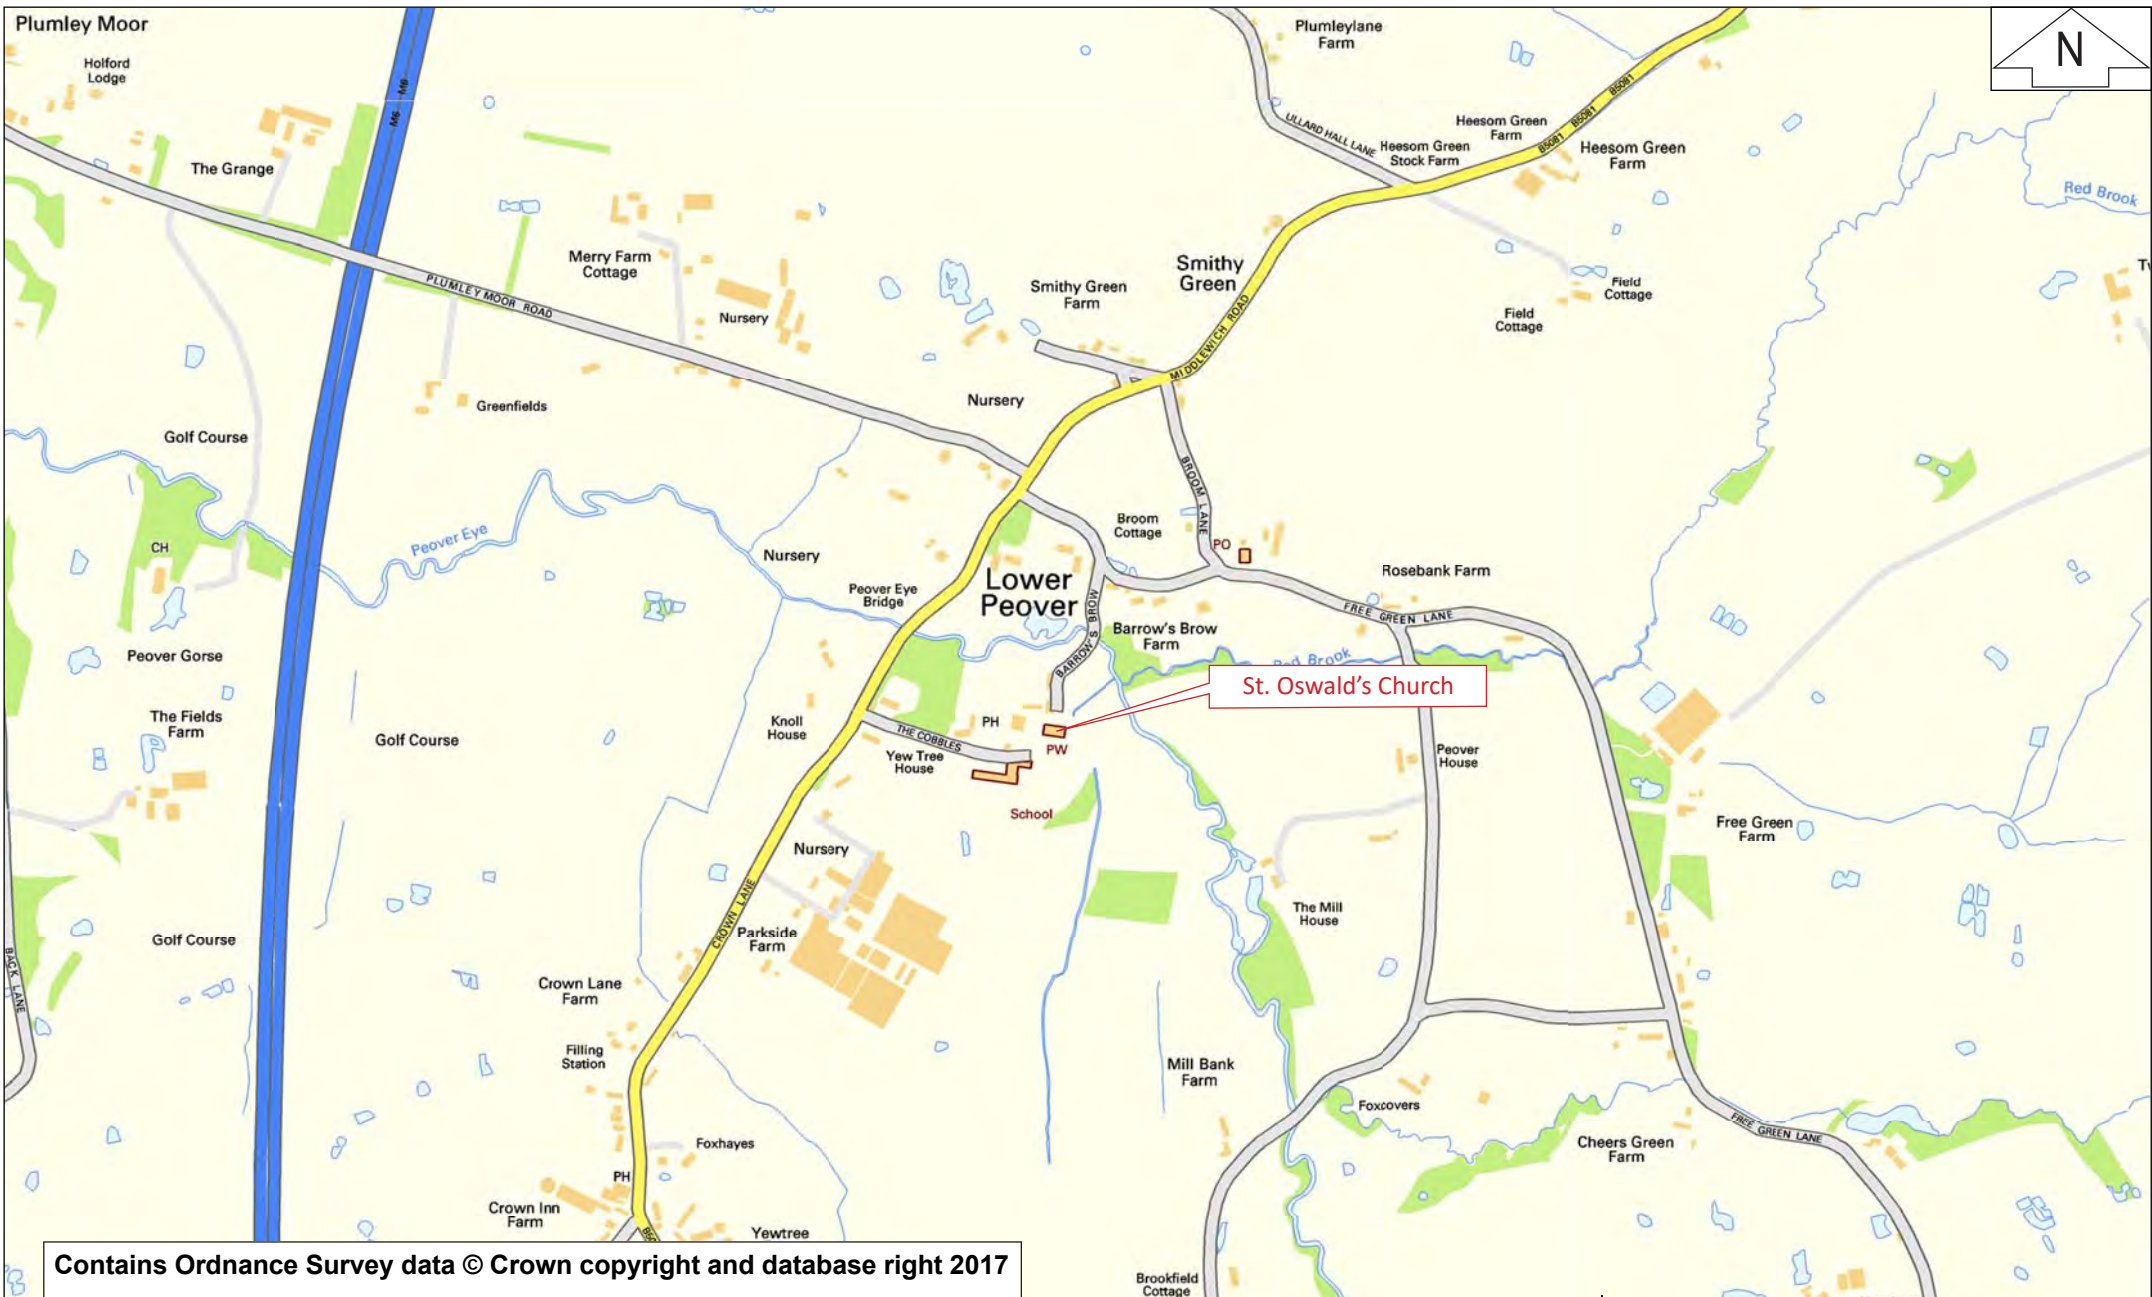 Plumley Moor
Holford
Lodge
The Grange
M6
M6
Plumleylane
Farm
N
ULLARD HALL LANE
Heesom Green
Farm
Heesom Green
Stock Farm
B5081
B5081
B5081
Heesom Green
Farm
Red Brook
Merry Farm
Cottage
PLUMLEY MOOR ROAD
Nursery
Smithy Green
Farm
Smithy
Green
MIDDLEWICH ROAD
Field
Cottage
Field
Cottage
Greenfields
Nursery
Golf Course
Peover Eye
CH
Nursery
Broom
Cottage
BROOM LANE
PO
Rosebank Farm
Peover Eye
Bridge
Lower
Peover
BARROW'S BROW
FREE GREEN LANE
Barrow's Brow
Farm
Red Brook
St. Oswald's Church
Peover Gorse
The Fields
Farm
Golf Course
Knoll
House
PH
THE COBBLES
Yew Tree
House
PW
School
Peover
House
Free Green
Farm
Nursery
The Mill
House
CROWN LANE
Parkside
Farm
Golf Course
BACK LANE
Crown Lane
Farm
Filling
Station
Mill Bank
Farm
Foxcovers
Foxhayes
Cheers Green
Farm
FREE GREEN LANE
PH
Crown Inn
Farm
Yewtree
Brookfield
Cottage
Contains Ordnance Survey data © Crown copyright and database right 2017